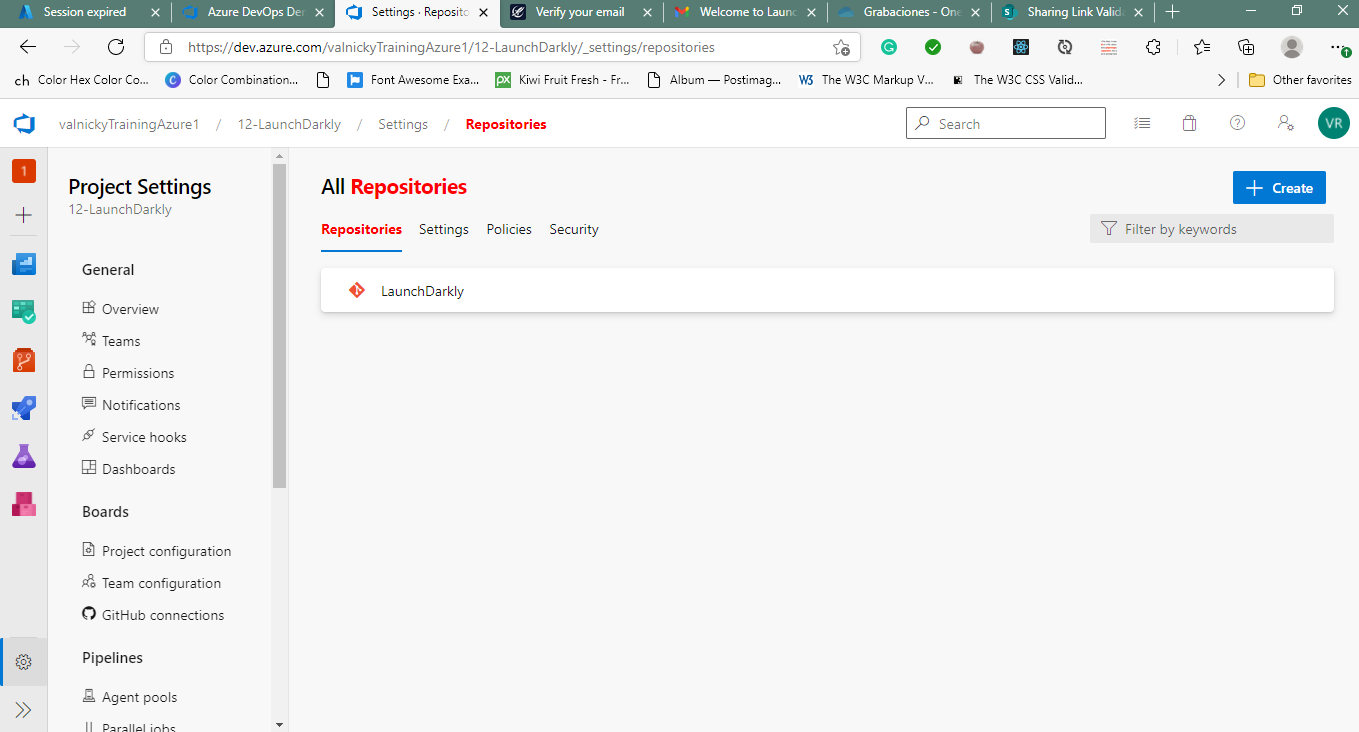 Session expired
Azure DevOps Der
Settings · Reposito
Verify your email
Welcome to Launc
Grabaciones - One
Sharing Link Valida
https://dev.azure.com/valnickyTrainingAzure1/12-LaunchDarkly/_settings/repositories
ch Color Hex Color Co...
C Color Combination...
Font Awesome Exa...
px Kiwi Fruit Fresh - Fr...
Album — Postimag...
W3 The W3C Markup V...
The W3C CSS Valid...
Other favorites
valnickyTrainingAzure1 / 12-LaunchDarkly / Settings / Repositories
Search
VR
1
Project Settings
12-LaunchDarkly
General
Overview
Teams
Permissions
Notifications
Service hooks
Dashboards
Boards
Project configuration
Team configuration
GitHub connections
Pipelines
Agent pools
Parallel jobs
All Repositories
Create
Repositories Settings Policies Security
Filter by keywords
LaunchDarkly